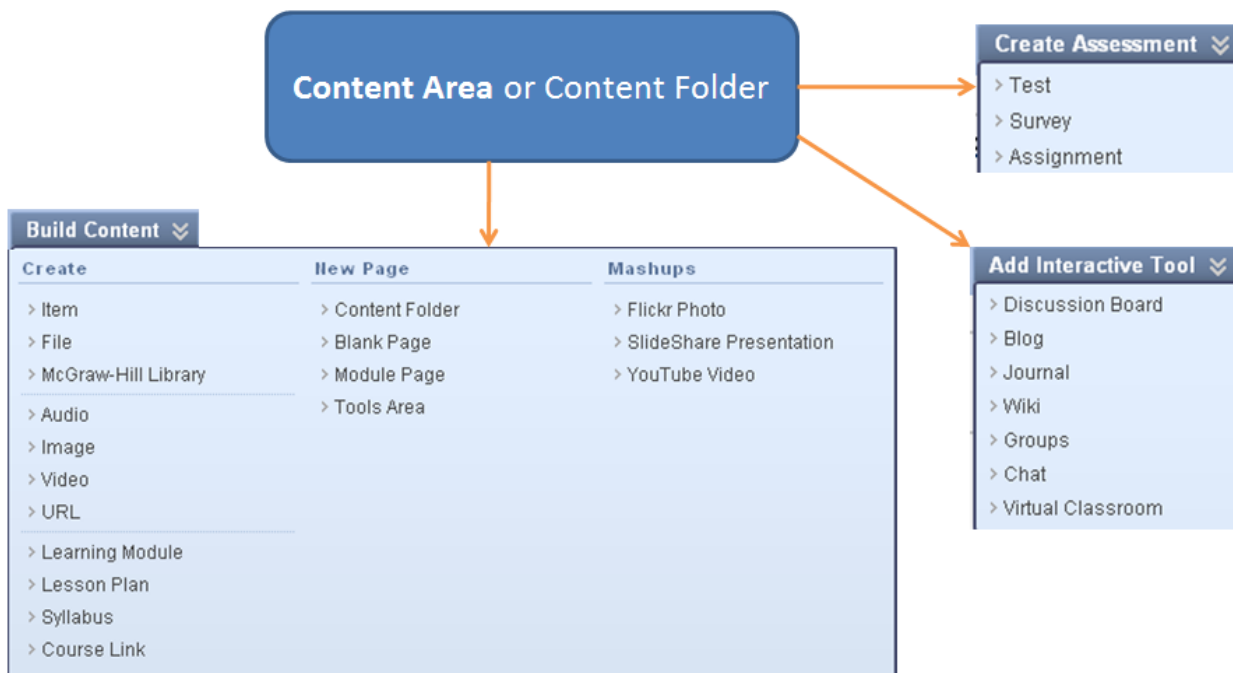 Content Area or Content Folder
Create Assessment
Test
Survey
Assignment
Build Content
Create
Item
File
McGraw-Hill Library
Audio
Image
Video
URL
Learning Module
Lesson Plan
Syllabus
Course Link
New Page
Content Folder
Blank Page
Module Page
Tools Area
Mashups
Flickr Photo
SlideShare Presentation
YouTube Video
Add Interactive Tool
Discussion Board
Blog
Journal
Wiki
Groups
Chat
Virtual Classroom